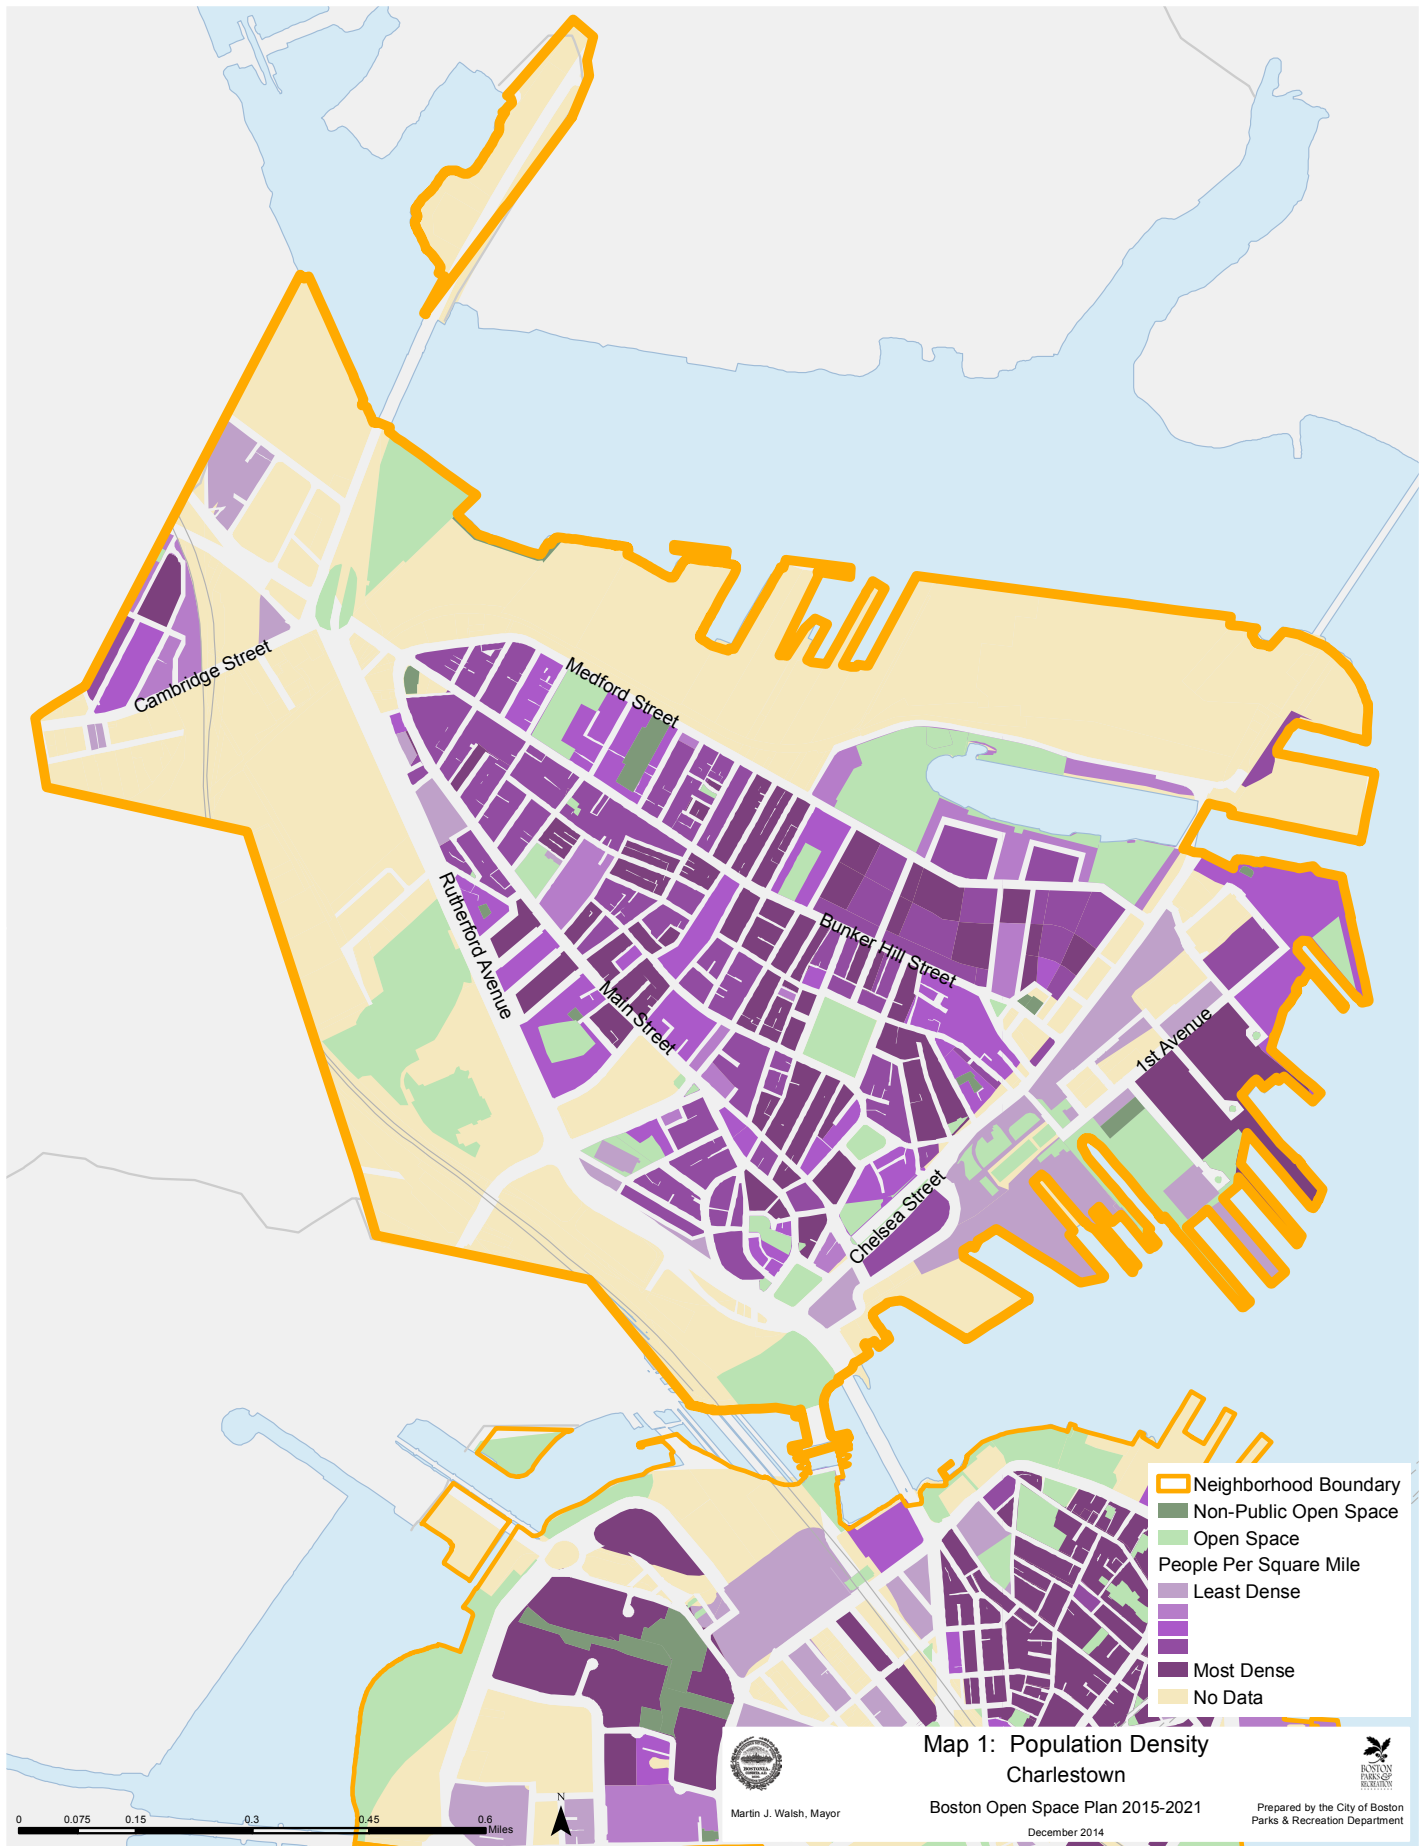 Medford Street
Cambridge Street
Rutherford Avenue
Bunker Hill Street
Main Street
1st Avenue
Chelsea Street
Neighborhood Boundary
Non-Public Open Space
Open Space
People Per Square Mile
Least Dense
Most Dense
No Data
Map 1: Population Density
Charlestown
Boston Open Space Plan 2015-2021
December 2014
Martin J. Walsh, Mayor
BOSTON
PARKS &
RECREATION
Prepared by the City of Boston
Parks & Recreation Department
N
0 0.075 0.15 0.3 0.45 0.6
Miles